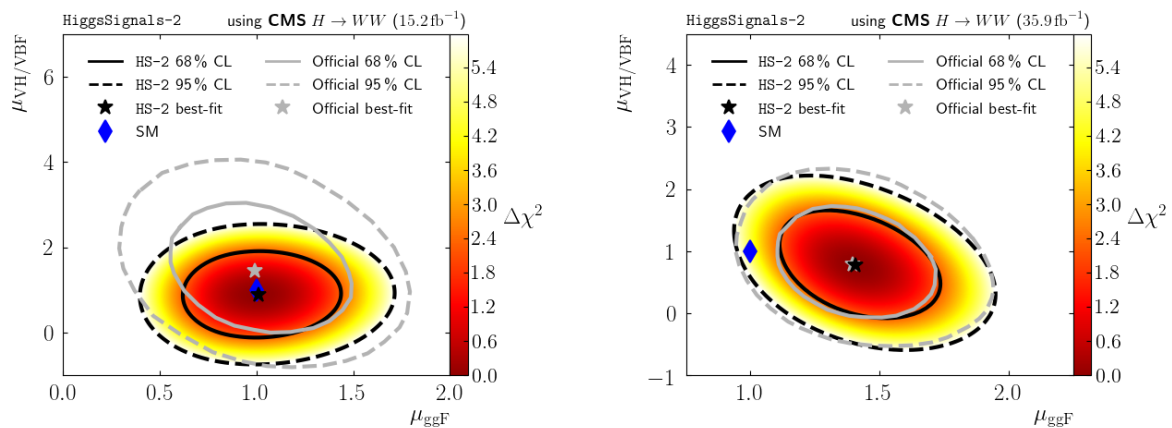 HiggsSignals-2 using CMS H → WW (15.2 fb⁻¹)
HS-2 68 % CL Official 68 % CL
HS-2 95 % CL Official 95 % CL
HS-2 best-fit Official best-fit
SM
μVH/VBF
0
2
4
6
0.0 0.5 1.0 1.5 2.0
μggF
0.0
0.6
1.2
1.8
2.4
3.0
3.6
4.2
4.8
5.4
Δχ²
HiggsSignals-2 using CMS H → WW (35.9 fb⁻¹)
HS-2 68 % CL Official 68 % CL
HS-2 95 % CL Official 95 % CL
HS-2 best-fit Official best-fit
SM
μVH/VBF
−1
0
1
2
3
4
1.0 1.5 2.0
μggF
0.0
0.6
1.2
1.8
2.4
3.0
3.6
4.2
4.8
5.4
Δχ²